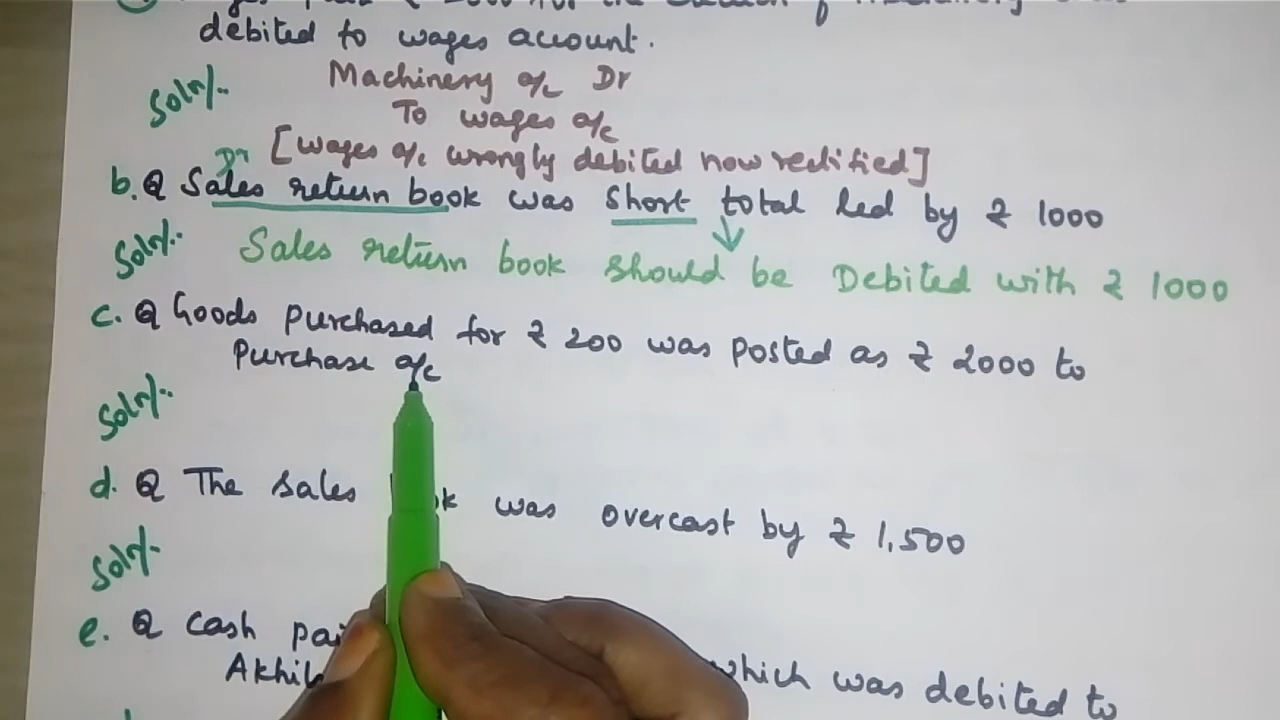 debited to wages account.
Soln/. Machinery a/c Dr
To wages a/c
[wages a/c wrongly debited now rectified]
Dr
b. Q Sales return book was short total led by ₹ 1000
Soln/. Sales return book should be Debited with ₹ 1000
c. Q Goods purchased for ₹ 200 was posted as ₹ 2000 to
Purchase a/c
Soln/.
d. Q The sales was overcast by ₹ 1,500
Soln/.
e. Q Cash
which was debited to